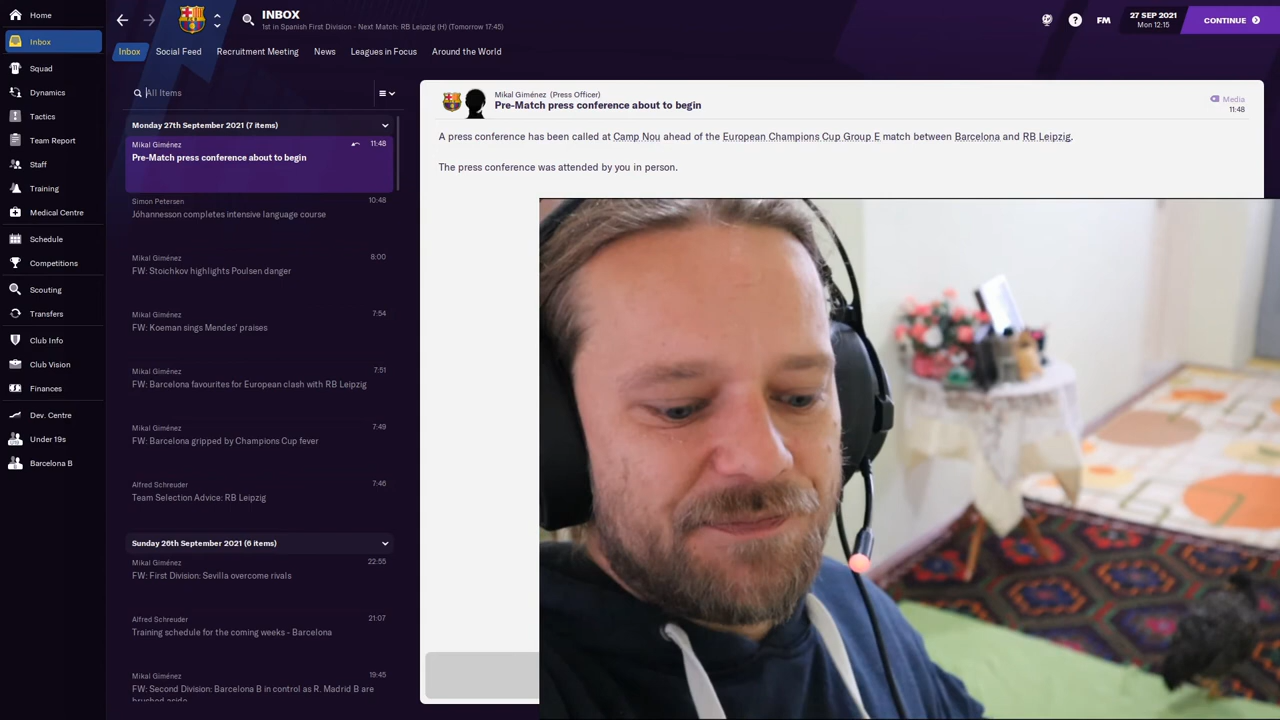 Home
Inbox
Squad
Dynamics
Tactics
Team Report
Staff
Training
Medical Centre
Schedule
Competitions
Scouting
Transfers
Club Info
Club Vision
Finances
Dev. Centre
Under 19s
Barcelona B
INBOX
1st in Spanish First Division - Next Match: RB Leipzig (H) (Tomorrow 17:45)
FM
27 SEP 2021
Mon 12:15
CONTINUE
Inbox
Social Feed
Recruitment Meeting
News
Leagues in Focus
Around the World
All Items
Monday 27th September 2021 (7 items)
Mikal Giménez 11:48
Pre-Match press conference about to begin
Simon Petersen 10:48
Jóhannesson completes intensive language course
Mikal Giménez 8:00
FW: Stoichkov highlights Poulsen danger
Mikal Giménez 7:54
FW: Koeman sings Mendes' praises
Mikal Giménez 7:51
FW: Barcelona favourites for European clash with RB Leipzig
Mikal Giménez 7:49
FW: Barcelona gripped by Champions Cup fever
Alfred Schreuder 7:46
Team Selection Advice: RB Leipzig
Sunday 26th September 2021 (6 items)
Mikal Giménez 22:55
FW: First Division: Sevilla overcome rivals
Alfred Schreuder 21:07
Training schedule for the coming weeks - Barcelona
Mikal Giménez 19:45
FW: Second Division: Barcelona B in control as R. Madrid B are
brushed aside
Mikal Giménez (Press Officer)
Pre-Match press conference about to begin
Media
11:48
A press conference has been called at Camp Nou ahead of the European Champions Cup Group E match between Barcelona and RB Leipzig.
The press conference was attended by you in person.